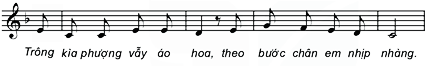 Trông kia phượng vẫy áo hoa, theo bước chân em nhịp nhàng.